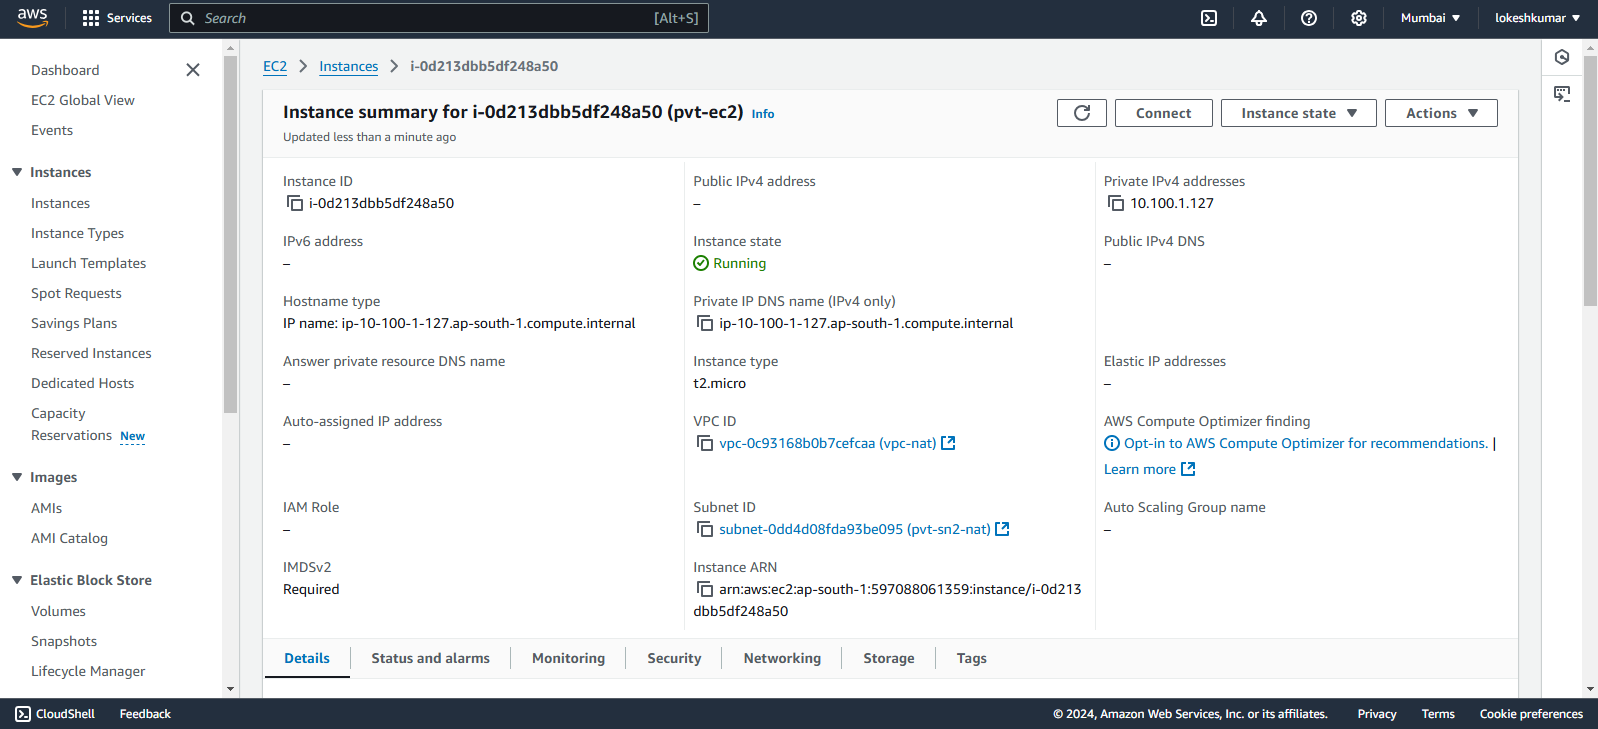 aws
Services
Search
[Alt+S]
Mumbai
lokeshkumar
Dashboard
EC2 Global View
Events
Instances
Instances
Instance Types
Launch Templates
Spot Requests
Savings Plans
Reserved Instances
Dedicated Hosts
Capacity
Reservations New
Images
AMIs
AMI Catalog
Elastic Block Store
Volumes
Snapshots
Lifecycle Manager
EC2 > Instances > i-0d213dbb5df248a50
Instance summary for i-0d213dbb5df248a50 (pvt-ec2) Info
Updated less than a minute ago
Connect
Instance state
Actions
Instance ID
i-0d213dbb5df248a50
Public IPv4 address
–
Private IPv4 addresses
10.100.1.127
IPv6 address
–
Instance state
Running
Public IPv4 DNS
–
Hostname type
IP name: ip-10-100-1-127.ap-south-1.compute.internal
Private IP DNS name (IPv4 only)
ip-10-100-1-127.ap-south-1.compute.internal
Answer private resource DNS name
–
Instance type
t2.micro
Elastic IP addresses
–
Auto-assigned IP address
–
VPC ID
vpc-0c93168b0b7cefcaa (vpc-nat)
AWS Compute Optimizer finding
Opt-in to AWS Compute Optimizer for recommendations. |
Learn more
IAM Role
–
Subnet ID
subnet-0dd4d08fda93be095 (pvt-sn2-nat)
Auto Scaling Group name
–
IMDSv2
Required
Instance ARN
arn:aws:ec2:ap-south-1:597088061359:instance/i-0d213
dbb5df248a50
Details
Status and alarms
Monitoring
Security
Networking
Storage
Tags
CloudShell
Feedback
© 2024, Amazon Web Services, Inc. or its affiliates.
Privacy
Terms
Cookie preferences